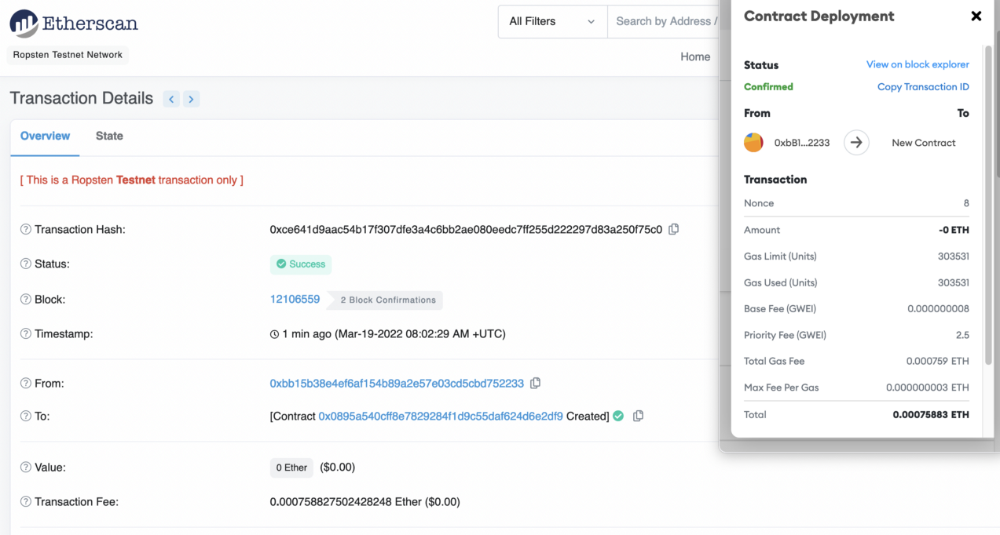 Etherscan
All Filters
Search by Address /
Ropsten Testnet Network
Home
Transaction Details
Overview State
[ This is a Ropsten Testnet transaction only ]
Transaction Hash: 0xce641d9aac54b17f307dfe3a4c6bb2ae080eedc7ff255d222297d83a250f75c0
Status: Success
Block: 12106559 2 Block Confirmations
Timestamp: 1 min ago (Mar-19-2022 08:02:29 AM +UTC)
From: 0xbb15b38e4ef6af154b89a2e57e03cd5cbd752233
To: [Contract 0x0895a540cff8e7829284f1d9c55daf624d6e2df9 Created]
Value: 0 Ether ($0.00)
Transaction Fee: 0.000758827502428248 Ether ($0.00)
Contract Deployment
Status View on block explorer
Confirmed Copy Transaction ID
From To
0xbB1...2233 New Contract
Transaction
Nonce 8
Amount -0 ETH
Gas Limit (Units) 303531
Gas Used (Units) 303531
Base Fee (GWEI) 0.000000008
Priority Fee (GWEI) 2.5
Total Gas Fee 0.000759 ETH
Max Fee Per Gas 0.000000003 ETH
Total 0.00075883 ETH